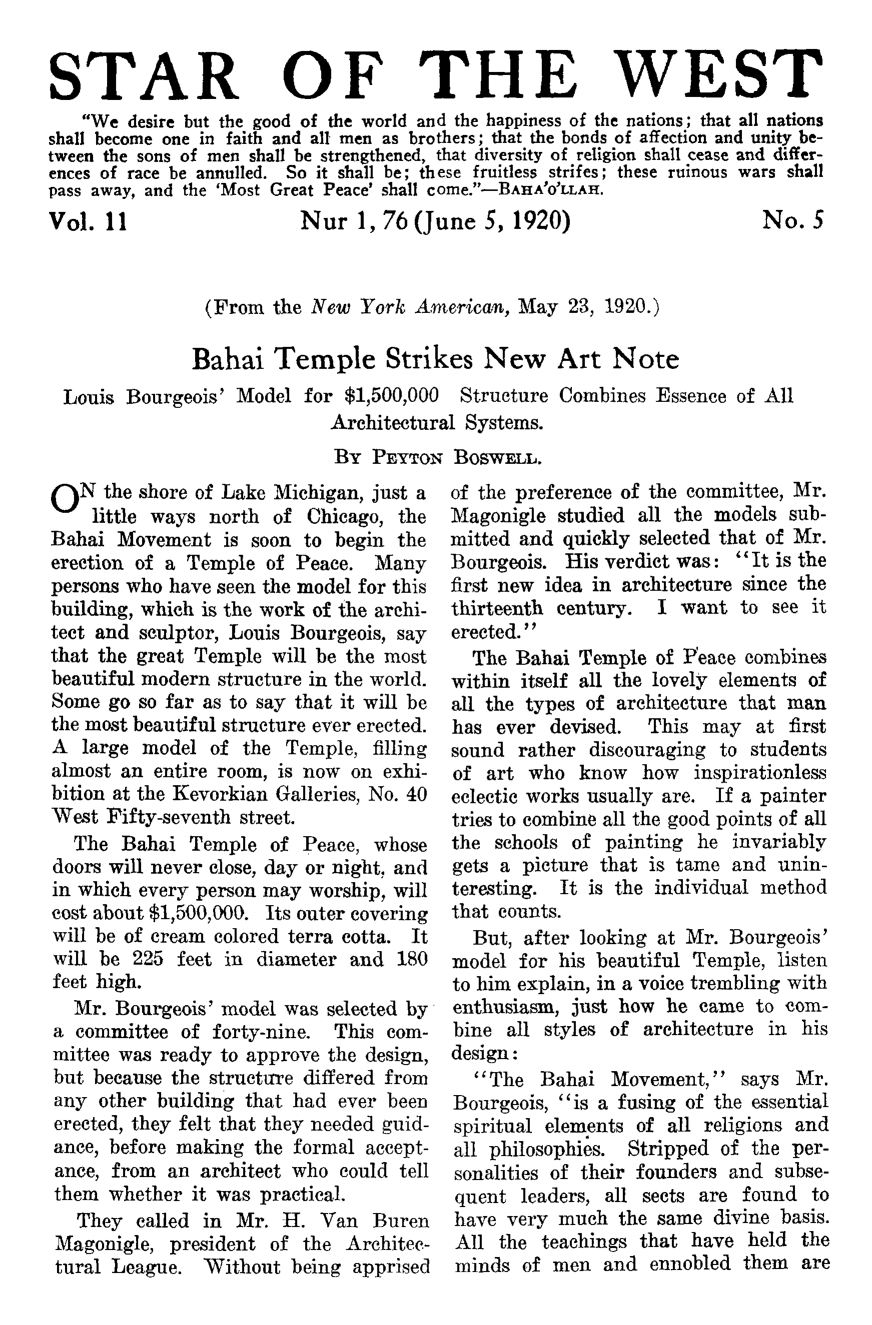 STAR OF THE WEST
"We desire but the good of the world and the happiness of the nations; that all nations
shall become one in faith and all men as brothers; that the bonds of affection and unity be-
tween the sons of men shall be strengthened, that diversity of religion shall cease and differ-
ences of race be annulled. So it shall be; these fruitless strifes; these ruinous wars shall
pass away, and the 'Most Great Peace' shall come."—BAHA'O'LLAH.
Vol. 11 Nur 1, 76 (June 5, 1920) No. 5
(From the New York American, May 23, 1920.)
Bahai Temple Strikes New Art Note
Louis Bourgeois' Model for $1,500,000 Structure Combines Essence of All
Architectural Systems.
BY PEYTON BOSWELL.
ON the shore of Lake Michigan, just a
little ways north of Chicago, the
Bahai Movement is soon to begin the
erection of a Temple of Peace. Many
persons who have seen the model for this
building, which is the work of the archi-
tect and sculptor, Louis Bourgeois, say
that the great Temple will be the most
beautiful modern structure in the world.
Some go so far as to say that it will be
the most beautiful structure ever erected.
A large model of the Temple, filling
almost an entire room, is now on exhi-
bition at the Kevorkian Galleries, No. 40
West Fifty-seventh street.
The Bahai Temple of Peace, whose
doors will never close, day or night, and
in which every person may worship, will
cost about $1,500,000. Its outer covering
will be of cream colored terra cotta. It
will be 225 feet in diameter and 180
feet high.
Mr. Bourgeois' model was selected by
a committee of forty-nine. This com-
mittee was ready to approve the design,
but because the structure differed from
any other building that had ever been
erected, they felt that they needed guid-
ance, before making the formal accept-
ance, from an architect who could tell
them whether it was practical.
They called in Mr. H. Van Buren
Magonigle, president of the Architec-
tural League. Without being apprised
of the preference of the committee, Mr.
Magonigle studied all the models sub-
mitted and quickly selected that of Mr.
Bourgeois. His verdict was: "It is the
first new idea in architecture since the
thirteenth century. I want to see it
erected."
The Bahai Temple of Peace combines
within itself all the lovely elements of
all the types of architecture that man
has ever devised. This may at first
sound rather discouraging to students
of art who know how inspirationless
eclectic works usually are. If a painter
tries to combine all the good points of all
the schools of painting he invariably
gets a picture that is tame and unin-
teresting. It is the individual method
that counts.
But, after looking at Mr. Bourgeois'
model for his beautiful Temple, listen
to him explain, in a voice trembling with
enthusiasm, just how he came to com-
bine all styles of architecture in his
design:
"The Bahai Movement," says Mr.
Bourgeois, "is a fusing of the essential
spiritual elements of all religions and
all philosophies. Stripped of the per-
sonalities of their founders and subse-
quent leaders, all sects are found to
have very much the same divine basis.
All the teachings that have held the
minds of men and ennobled them are